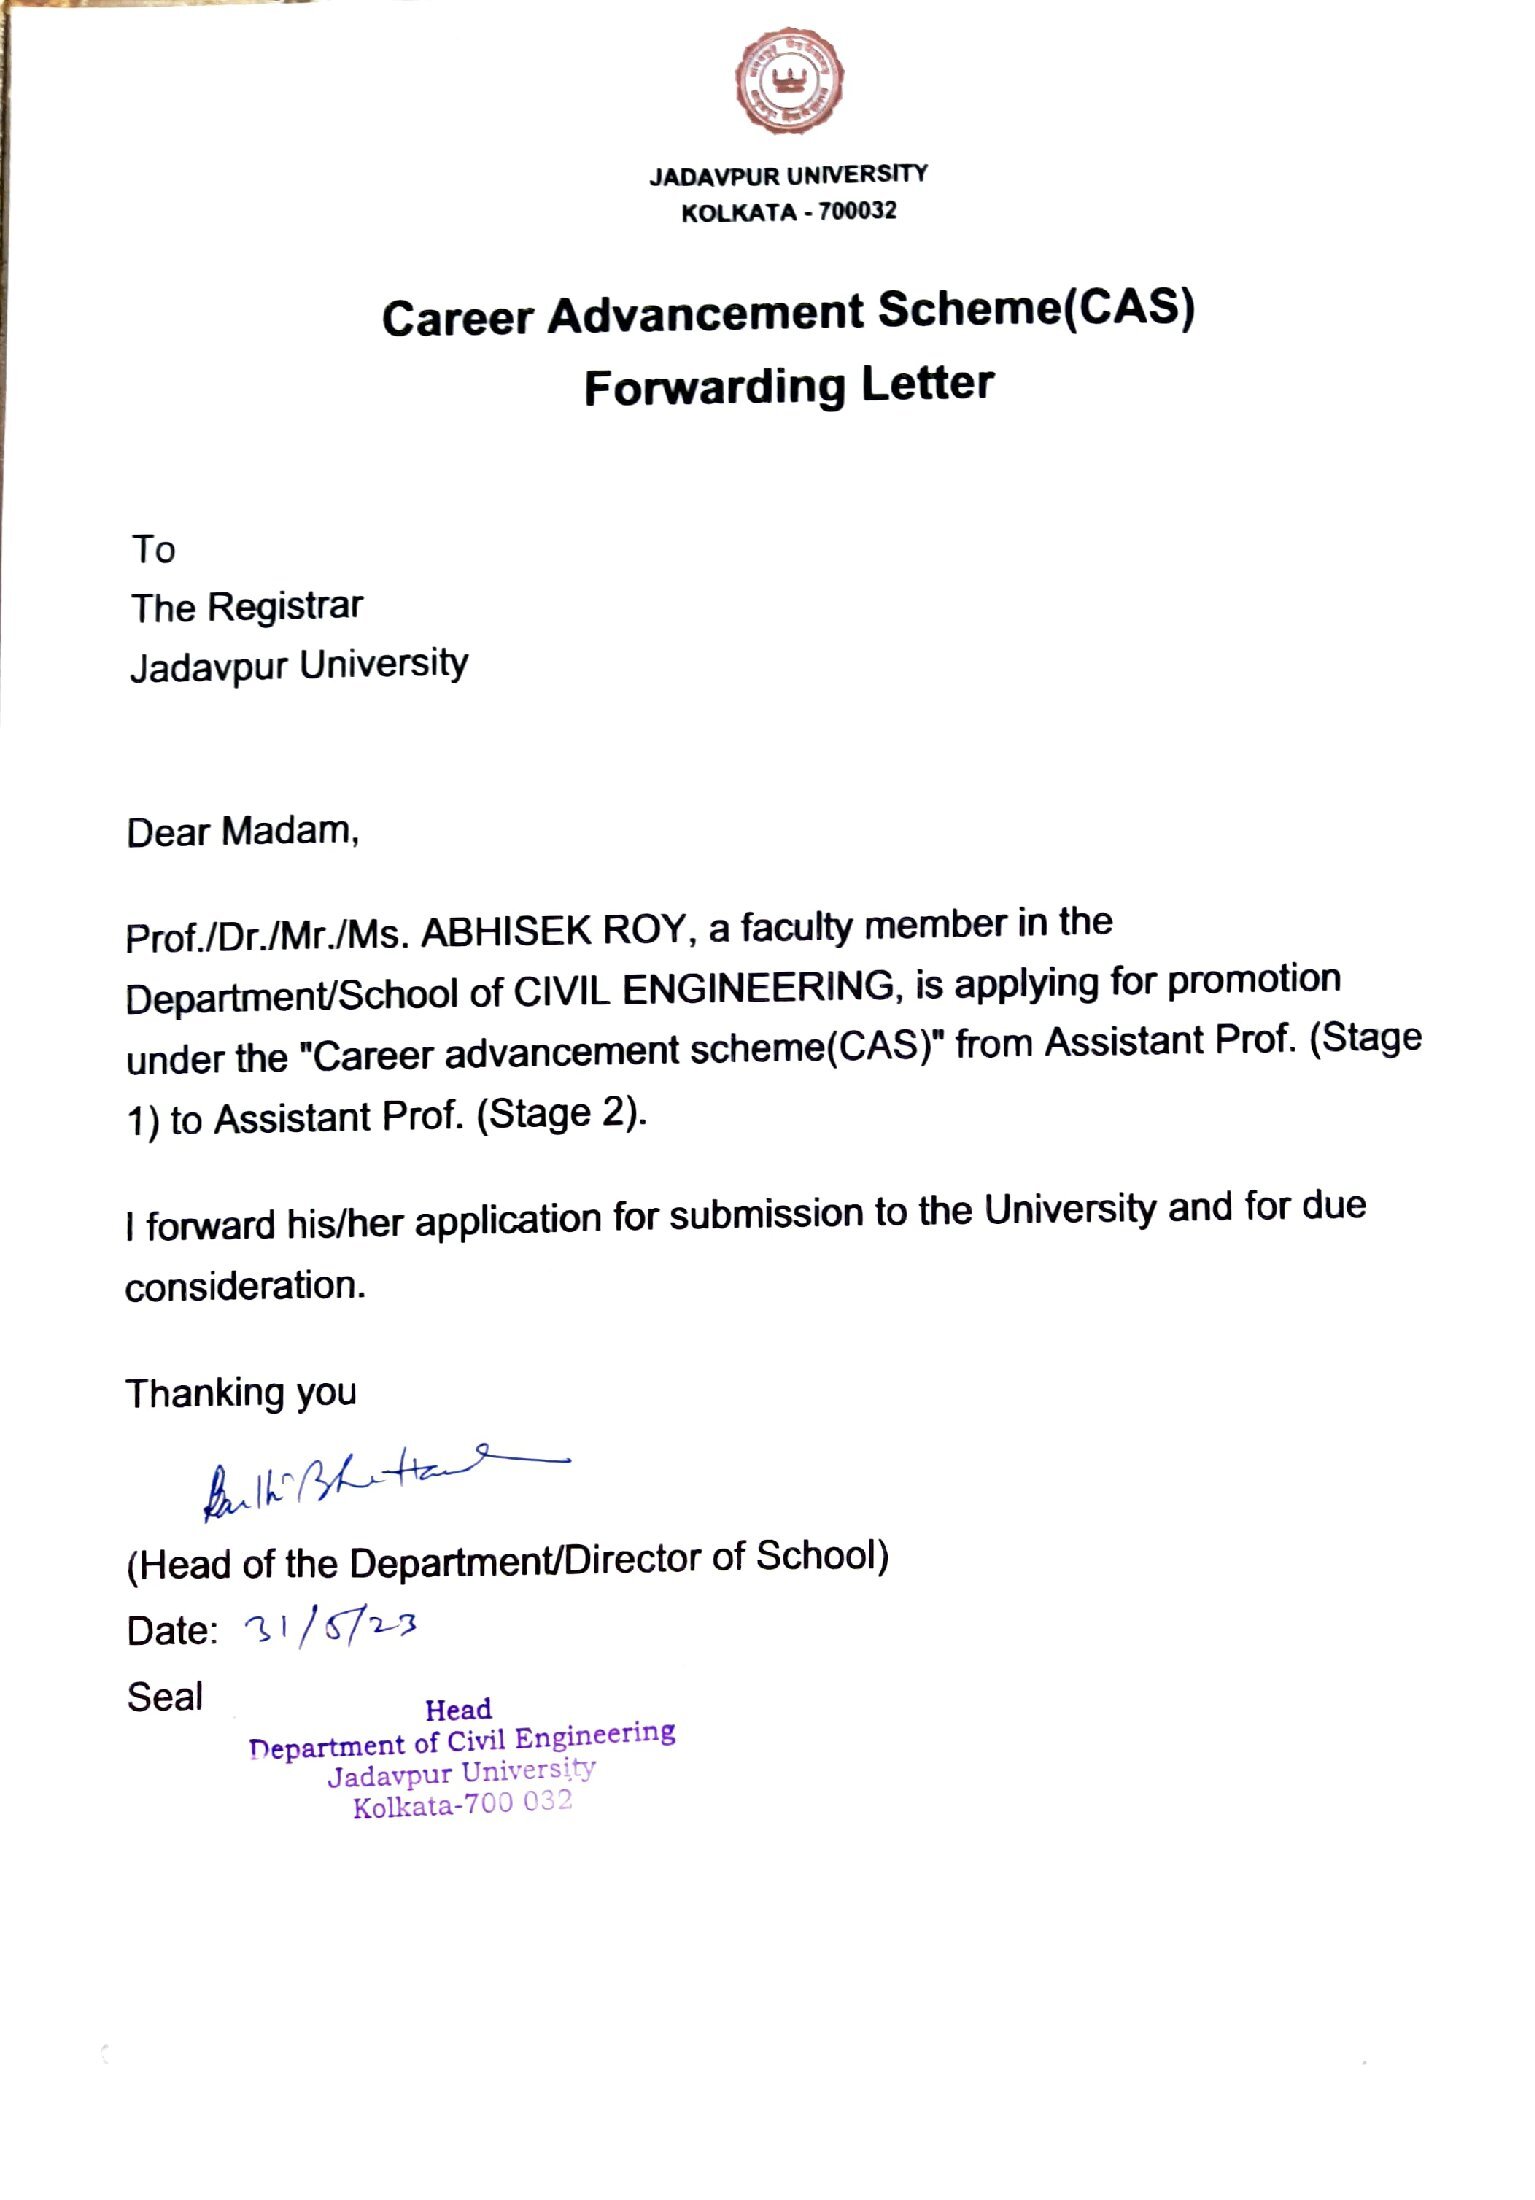 JADAVPUR UNIVERSITY
KOLKATA - 700032
Career Advancement Scheme(CAS)
Forwarding Letter
To
The Registrar
Jadavpur University
Dear Madam,
Prof./Dr./Mr./Ms. ABHISEK ROY, a faculty member in the
Department/School of CIVIL ENGINEERING, is applying for promotion
under the "Career advancement scheme(CAS)" from Assistant Prof. (Stage
1) to Assistant Prof. (Stage 2).
I forward his/her application for submission to the University and for due
consideration.
Thanking you
(Head of the Department/Director of School)
Date: 31/5/23
Seal
Head
Department of Civil Engineering
Jadavpur University
Kolkata-700 032